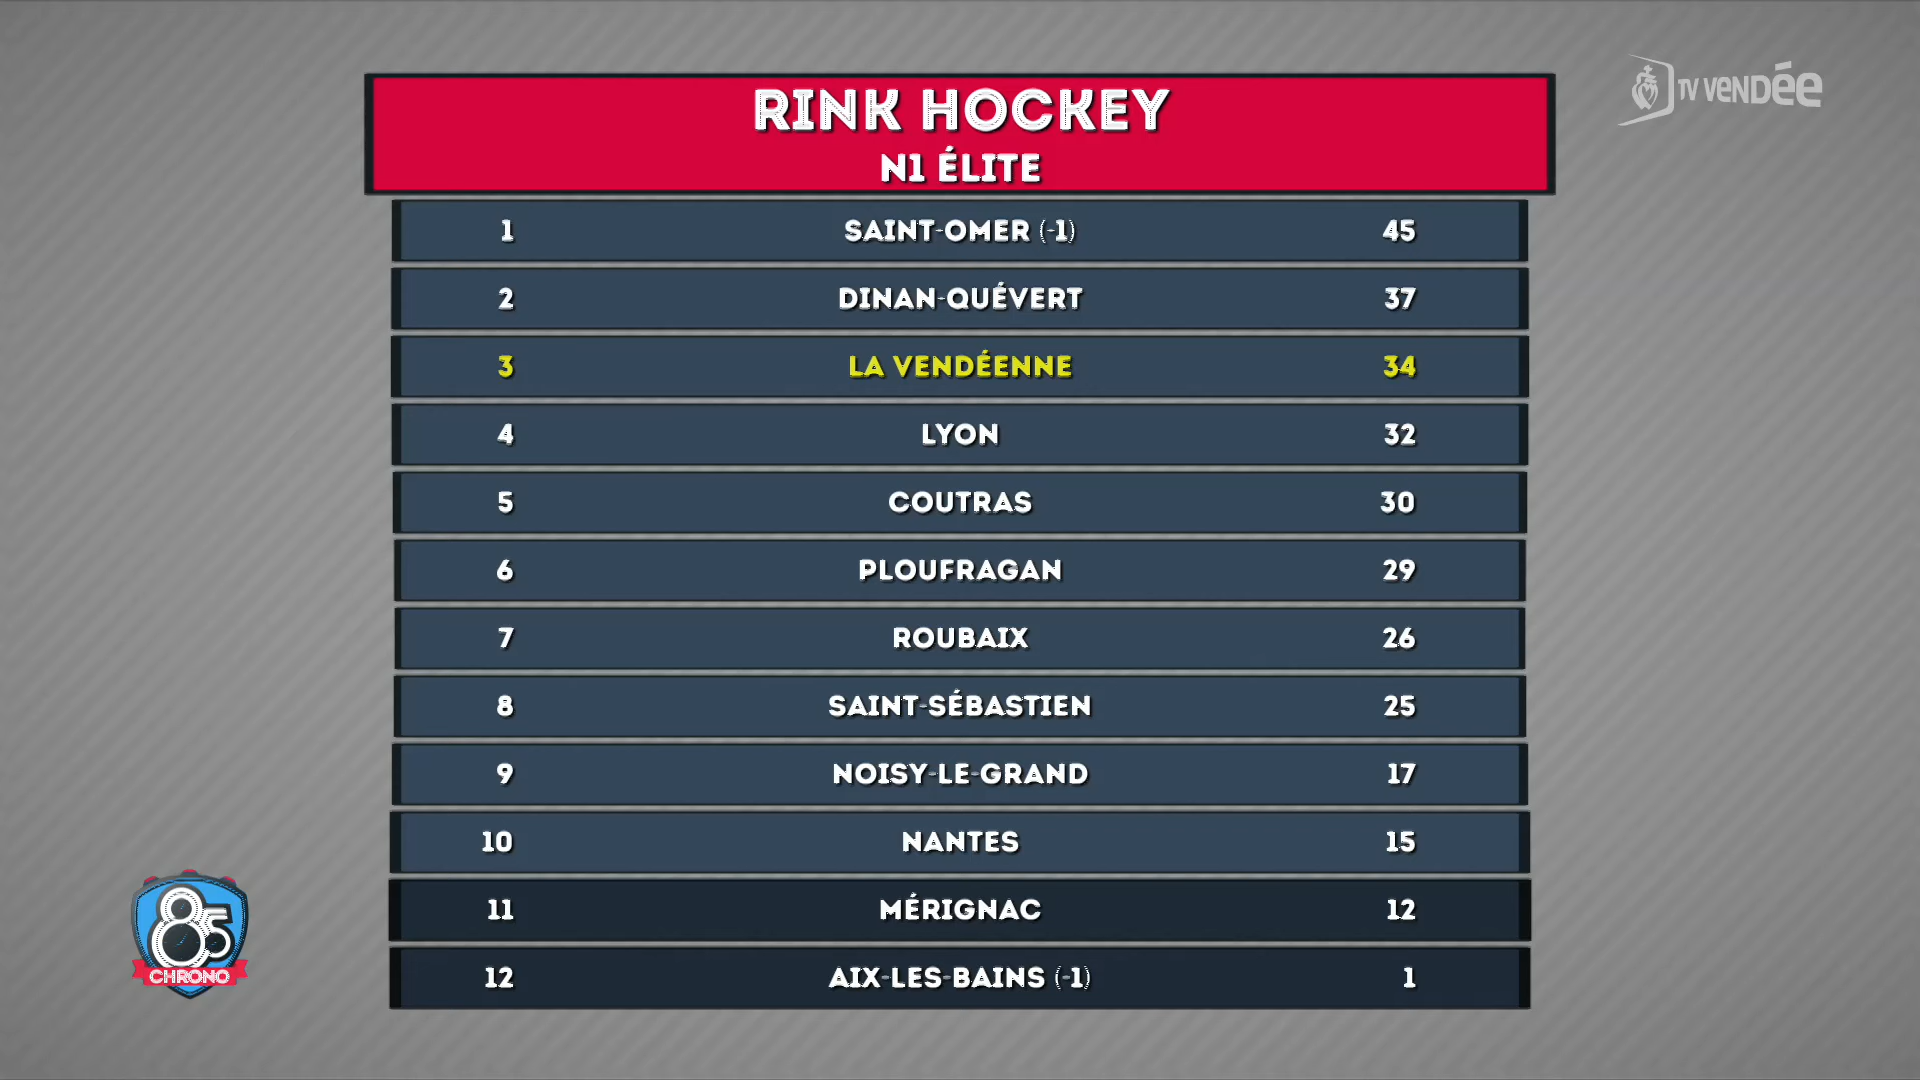 TV VENDÉE
RINK HOCKEY
N1 ÉLITE
1 SAINT-OMER (-1) 45
2 DINAN-QUÉVERT 37
3 LA VENDÉENNE 34
4 LYON 32
5 COUTRAS 30
6 PLOUFRAGAN 29
7 ROUBAIX 26
8 SAINT-SÉBASTIEN 25
9 NOISY-LE-GRAND 17
10 NANTES 15
11 MÉRIGNAC 12
12 AIX-LES-BAINS (-1) 1
85
CHRONO